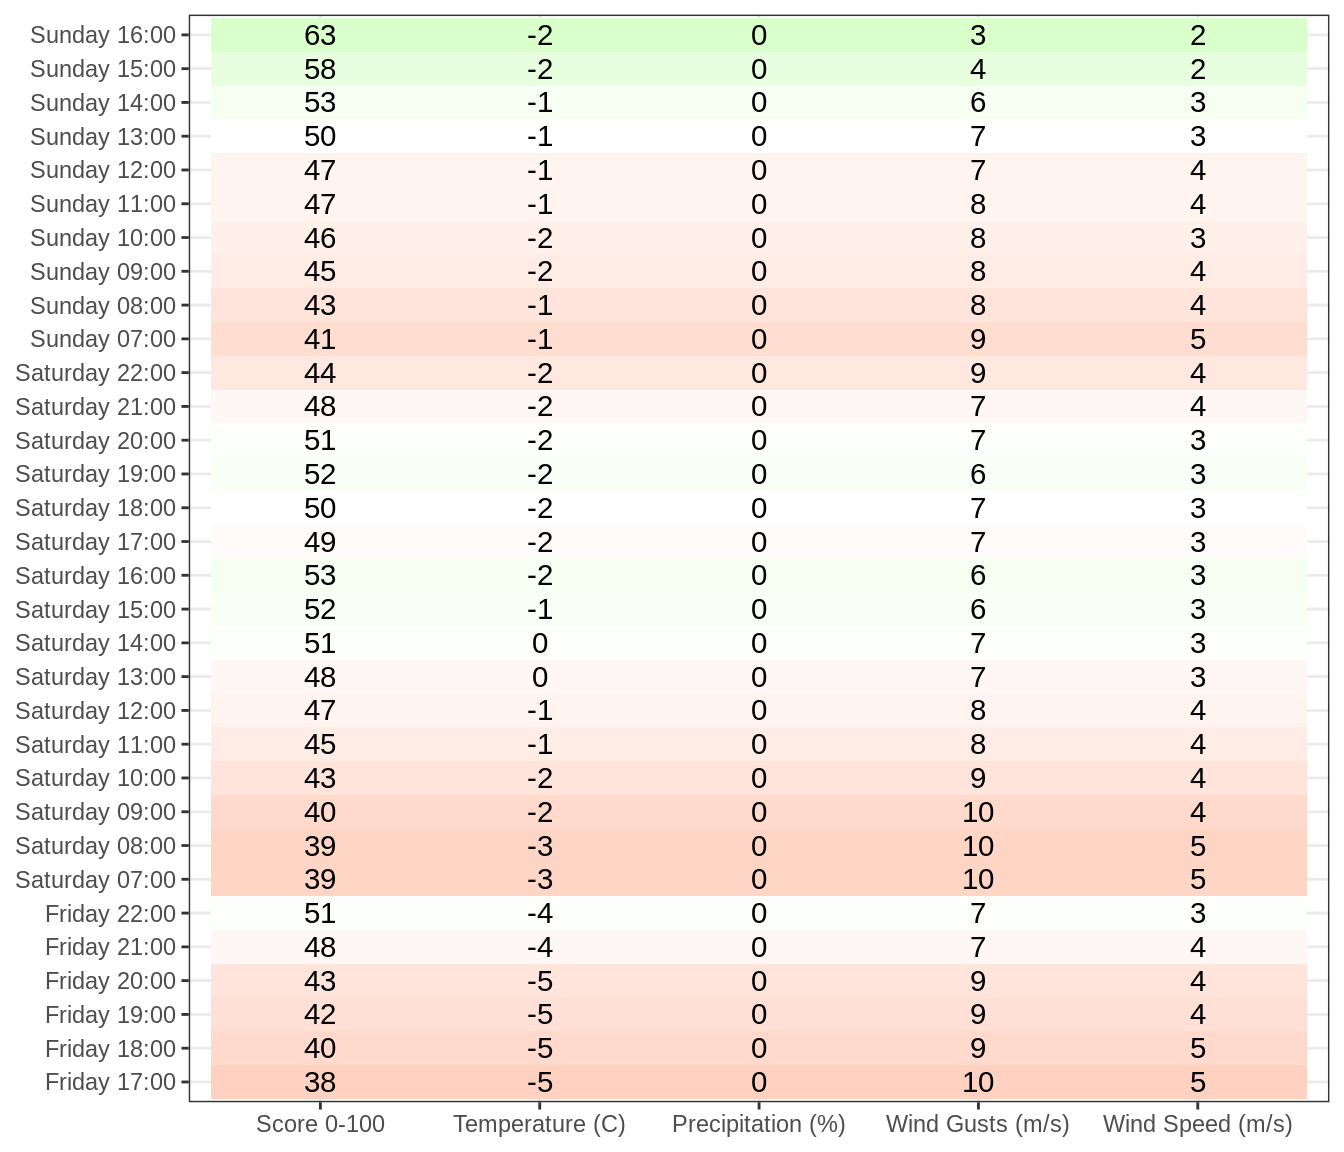 Sunday 16:00 63 -2 0 3 2
Sunday 15:00 58 -2 0 4 2
Sunday 14:00 53 -1 0 6 3
Sunday 13:00 50 -1 0 7 3
Sunday 12:00 47 -1 0 7 4
Sunday 11:00 47 -1 0 8 4
Sunday 10:00 46 -2 0 8 3
Sunday 09:00 45 -2 0 8 4
Sunday 08:00 43 -1 0 8 4
Sunday 07:00 41 -1 0 9 5
Saturday 22:00 44 -2 0 9 4
Saturday 21:00 48 -2 0 7 4
Saturday 20:00 51 -2 0 7 3
Saturday 19:00 52 -2 0 6 3
Saturday 18:00 50 -2 0 7 3
Saturday 17:00 49 -2 0 7 3
Saturday 16:00 53 -2 0 6 3
Saturday 15:00 52 -1 0 6 3
Saturday 14:00 51 0 0 7 3
Saturday 13:00 48 0 0 7 3
Saturday 12:00 47 -1 0 8 4
Saturday 11:00 45 -1 0 8 4
Saturday 10:00 43 -2 0 9 4
Saturday 09:00 40 -2 0 10 4
Saturday 08:00 39 -3 0 10 5
Saturday 07:00 39 -3 0 10 5
Friday 22:00 51 -4 0 7 3
Friday 21:00 48 -4 0 7 4
Friday 20:00 43 -5 0 9 4
Friday 19:00 42 -5 0 9 4
Friday 18:00 40 -5 0 9 5
Friday 17:00 38 -5 0 10 5
Score 0-100 Temperature (C) Precipitation (%) Wind Gusts (m/s) Wind Speed (m/s)